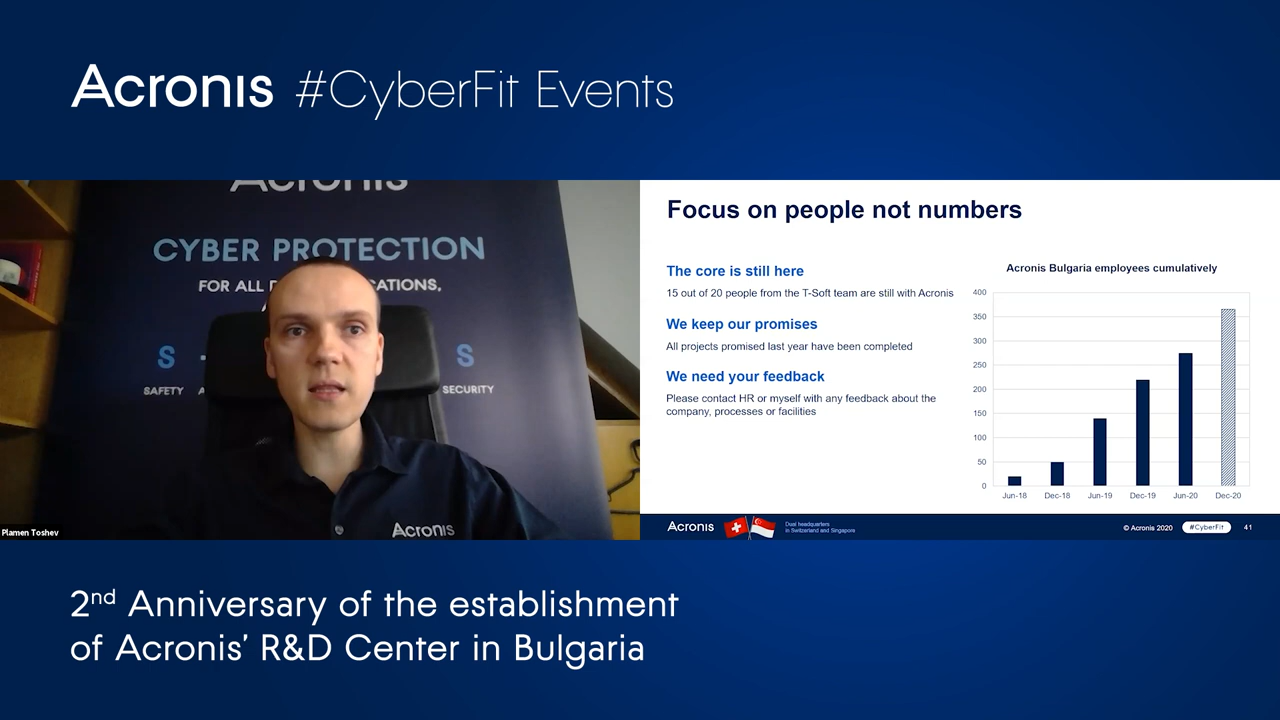 Acronis #CyberFit Events
Acronis
CYBER PROTECTION
FOR ALL
CATIONS,
S
S
SAFETY
SECURITY
Acronis
Plamen Toshev
Focus on people not numbers
The core is still here
15 out of 20 people from the T-Soft team are still with Acronis
We keep our promises
All projects promised last year have been completed
We need your feedback
Please contact HR or myself with any feedback about the
company, processes or facilities
Acronis Bulgaria employees cumulatively
400
350
300
250
200
150
100
50
0
Jun-18 Dec-18 Jun-19 Dec-19 Jun-20 Dec-20
Acronis
Dual headquarters
in Switzerland and Singapore
© Acronis 2020 #CyberFit 41
2nd Anniversary of the establishment
of Acronis’ R&D Center in Bulgaria